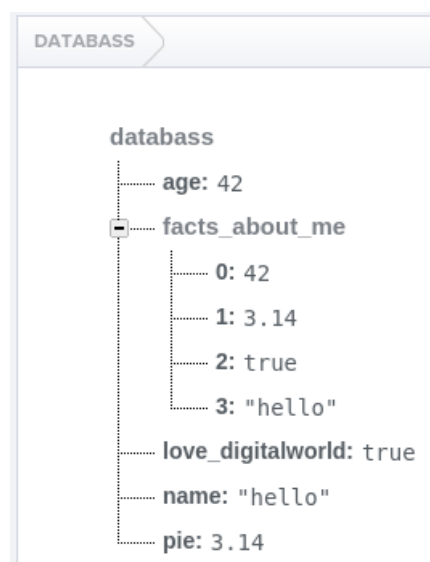 DATABASS
databass
age: 42
facts_about_me
0: 42
1: 3.14
2: true
3: "hello"
love_digitalworld: true
name: "hello"
pie: 3.14